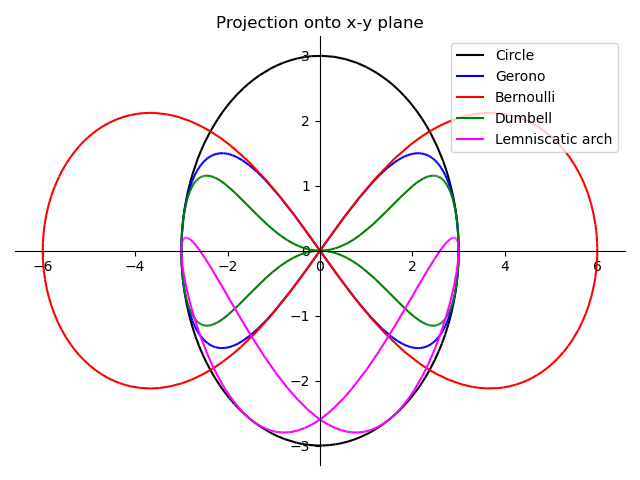 Projection onto x-y plane
Circle
Gerono
Bernoulli
Dumbell
Lemniscatic arch
3
2
1
0
−6 −4 −2 0 2 4 6
−1
−2
−3